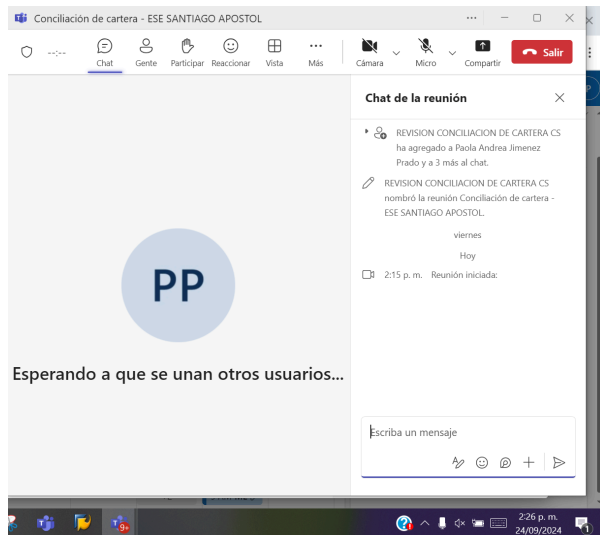 Conciliación de cartera - ESE SANTIAGO APOSTOL
--:--
Chat
Gente
Participar
Reaccionar
Vista
Más
Cámara
Micro
Compartir
Salir
Chat de la reunión
REVISION CONCILIACION DE CARTERA CS
ha agregado a Paola Andrea Jimenez
Prado y a 3 más al chat.
REVISION CONCILIACION DE CARTERA CS
nombró la reunión Conciliación de cartera -
ESE SANTIAGO APOSTOL.
viernes
Hoy
2:15 p. m. Reunión iniciada:
PP
Esperando a que se unan otros usuarios...
Escriba un mensaje
9+
2:26 p. m.
24/09/2024
1